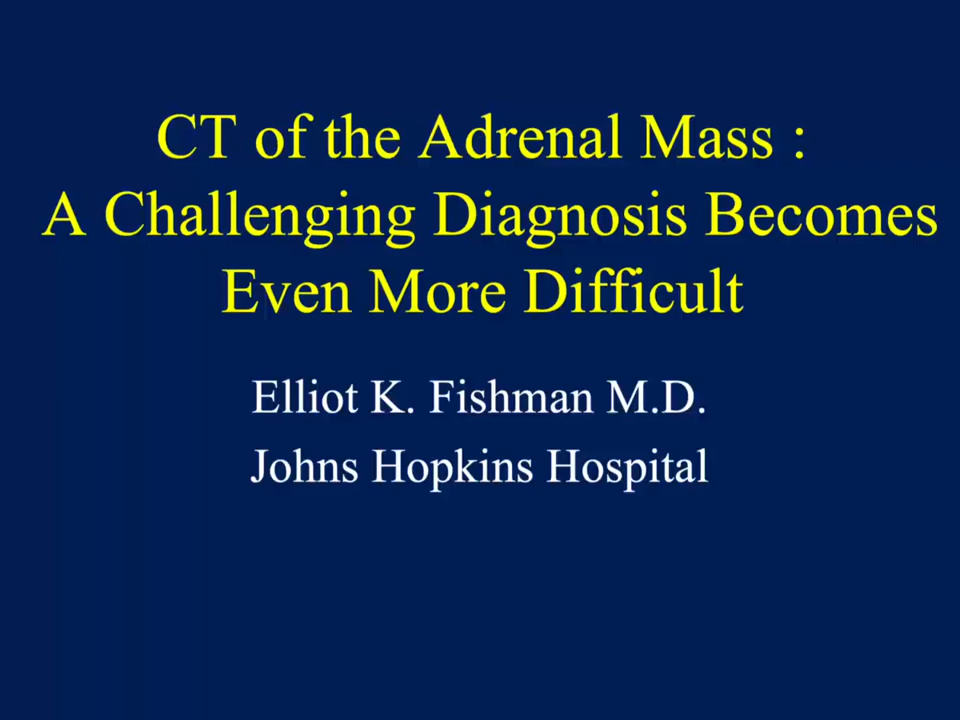 CT of the Adrenal Mass :
A Challenging Diagnosis Becomes
Even More Difficult
Elliot K. Fishman M.D.
Johns Hopkins Hospital